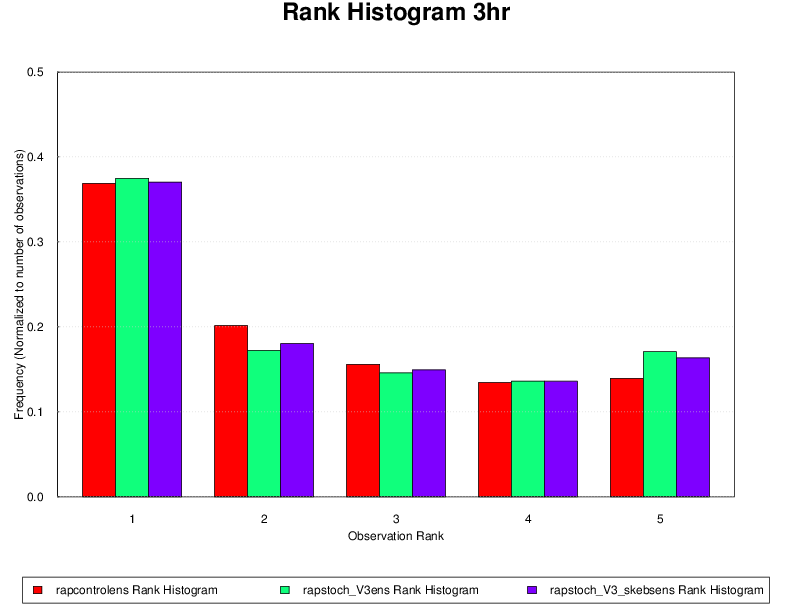 Rank Histogram 3hr
0.5
0.4
0.3
0.2
0.1
0.0
Frequency (Normalized to number of observations)
1 2 3 4 5
Observation Rank
rapcontrolens Rank Histogram rapstoch_V3ens Rank Histogram rapstoch_V3_skebsens Rank Histogram